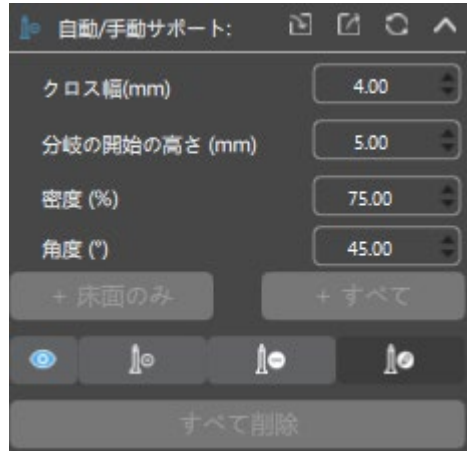 自動/手動サポート:
クロス幅(mm) 4.00
分岐の開始の高さ (mm) 5.00
密度 (%) 75.00
角度 (°) 45.00
+ 床面のみ + すべて
すべて削除